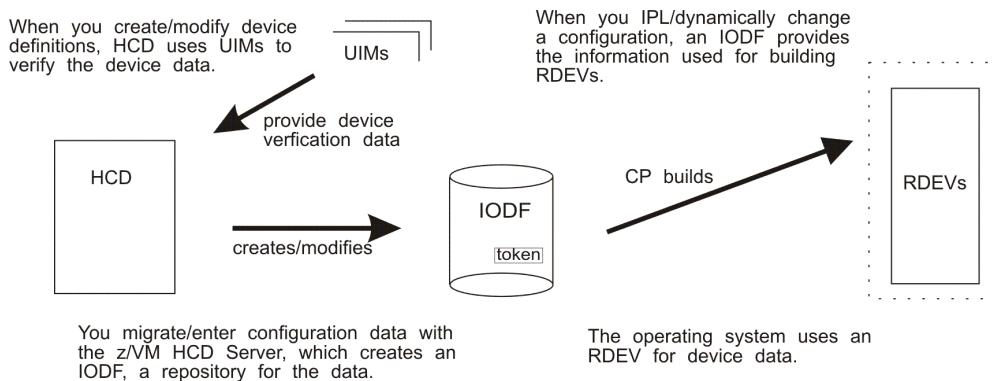 When you create/modify device
definitions, HCD uses UIMs to
verify the device data.
UIMs
provide device
verfication data
HCD
creates/modifies
IODF
token
You migrate/enter configuration data with
the z/VM HCD Server, which creates an
IODF, a repository for the data.
When you IPL/dynamically change
a configuration, an IODF provides
the information used for building
RDEVs.
CP builds
RDEVs
The operating system uses an
RDEV for device data.